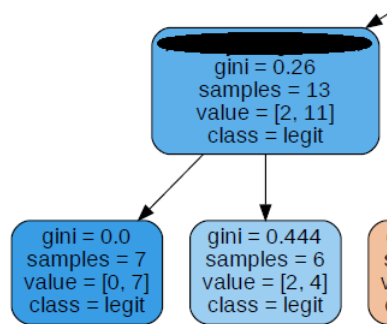 gini = 0.26
samples = 13
value = [2, 11]
class = legit
gini = 0.0
samples = 7
value = [0, 7]
class = legit
gini = 0.444
samples = 6
value = [2, 4]
class = legit